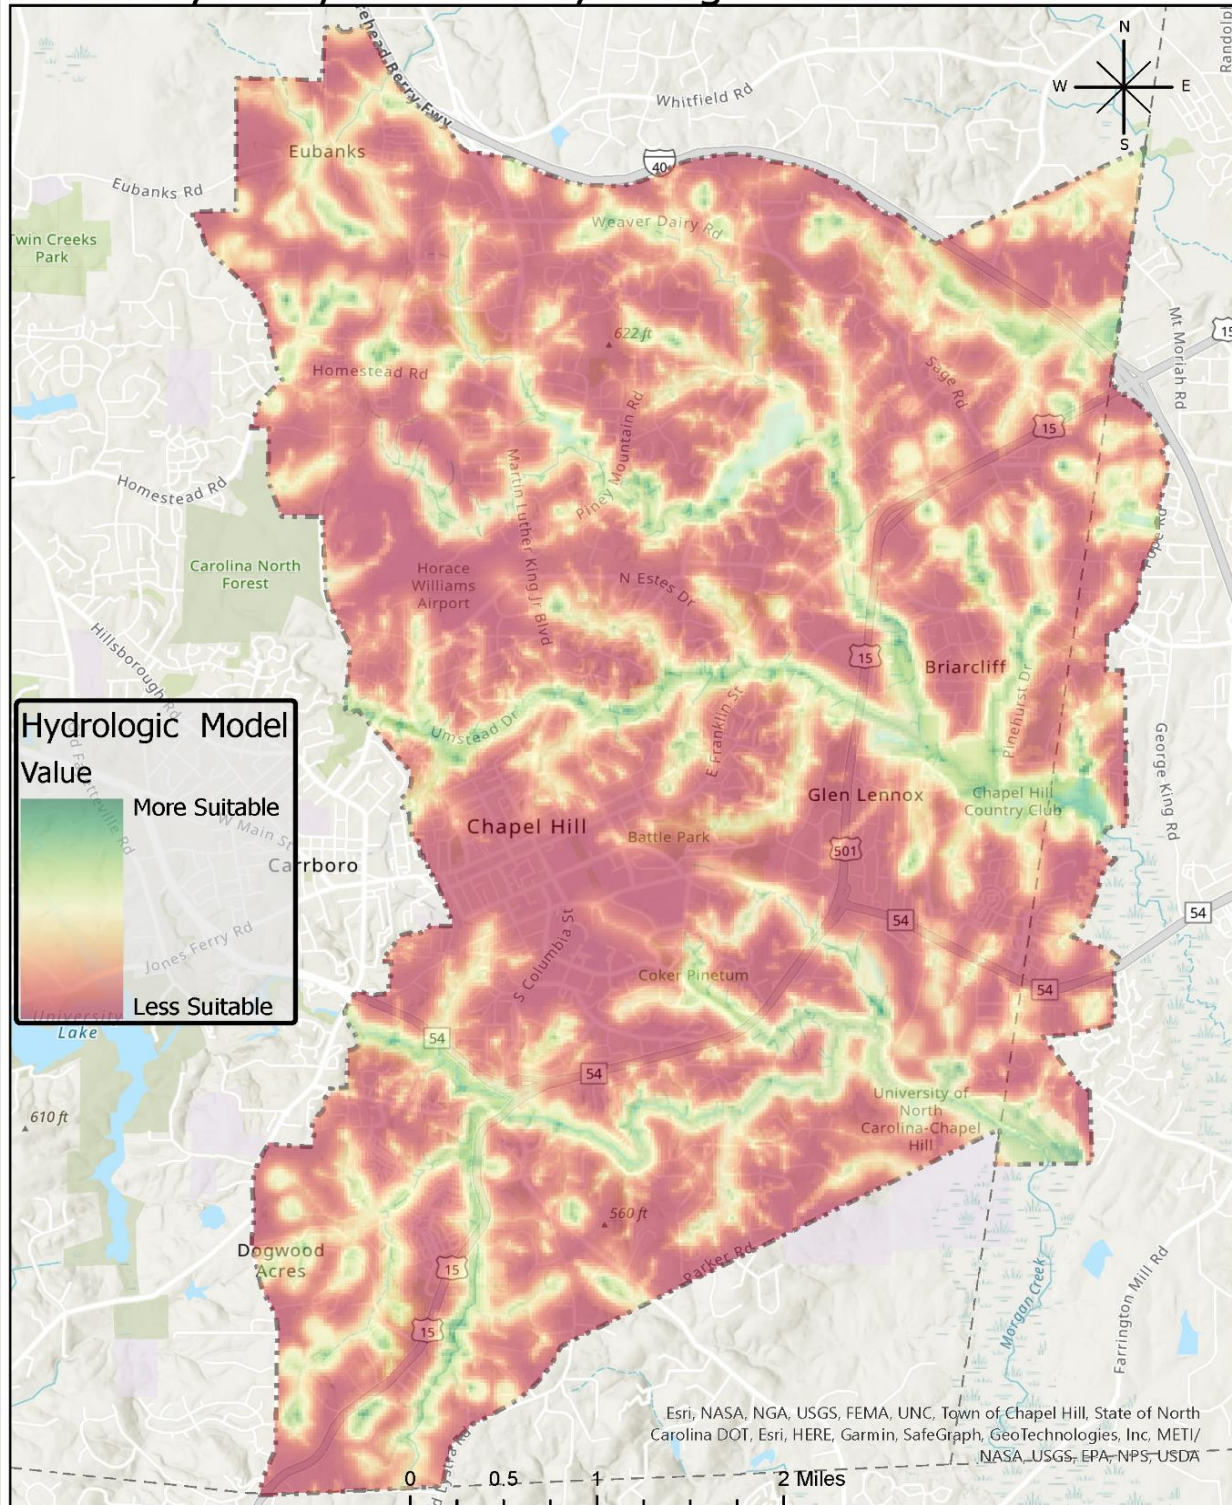 Whitfield Rd
N
W E
S
40
Eubanks
Eubanks Rd
Twin Creeks
Park
Weaver Dairy Rd
622 ft
Mt Moriah Rd
15
Homestead Rd
Sage Rd
15
Piney Mountain Rd
Martin Luther King Jr Blvd
Homestead Rd
Pope Rd
Carolina North
Forest
Horace
Williams
Airport
N Estes Dr
Hillsborough Rd
15
Briarcliff
Pinehurst Dr
E Franklin St
Umstead Dr
George King Rd
Hydrologic Model
Value
More Suitable
Less Suitable
W Main St
Carrboro
Jones Ferry Rd
University
Lake
Glen Lennox
Chapel Hill
Country Club
Chapel Hill
Battle Park
501
54
54
S Columbia St
Coker Pinetum
54
54
54
610 ft
University of
North
Carolina-Chapel
Hill
560 ft
Dogwood
Acres
15
Parker Rd
15
Morgan Creek
Farrington Mill Rd
Esri, NASA, NGA, USGS, FEMA, UNC, Town of Chapel Hill, State of North
Carolina DOT, Esri, HERE, Garmin, SafeGraph, GeoTechnologies, Inc, METI/
NASA, USGS, EPA, NPS, USDA
0 0.5 1 2 Miles